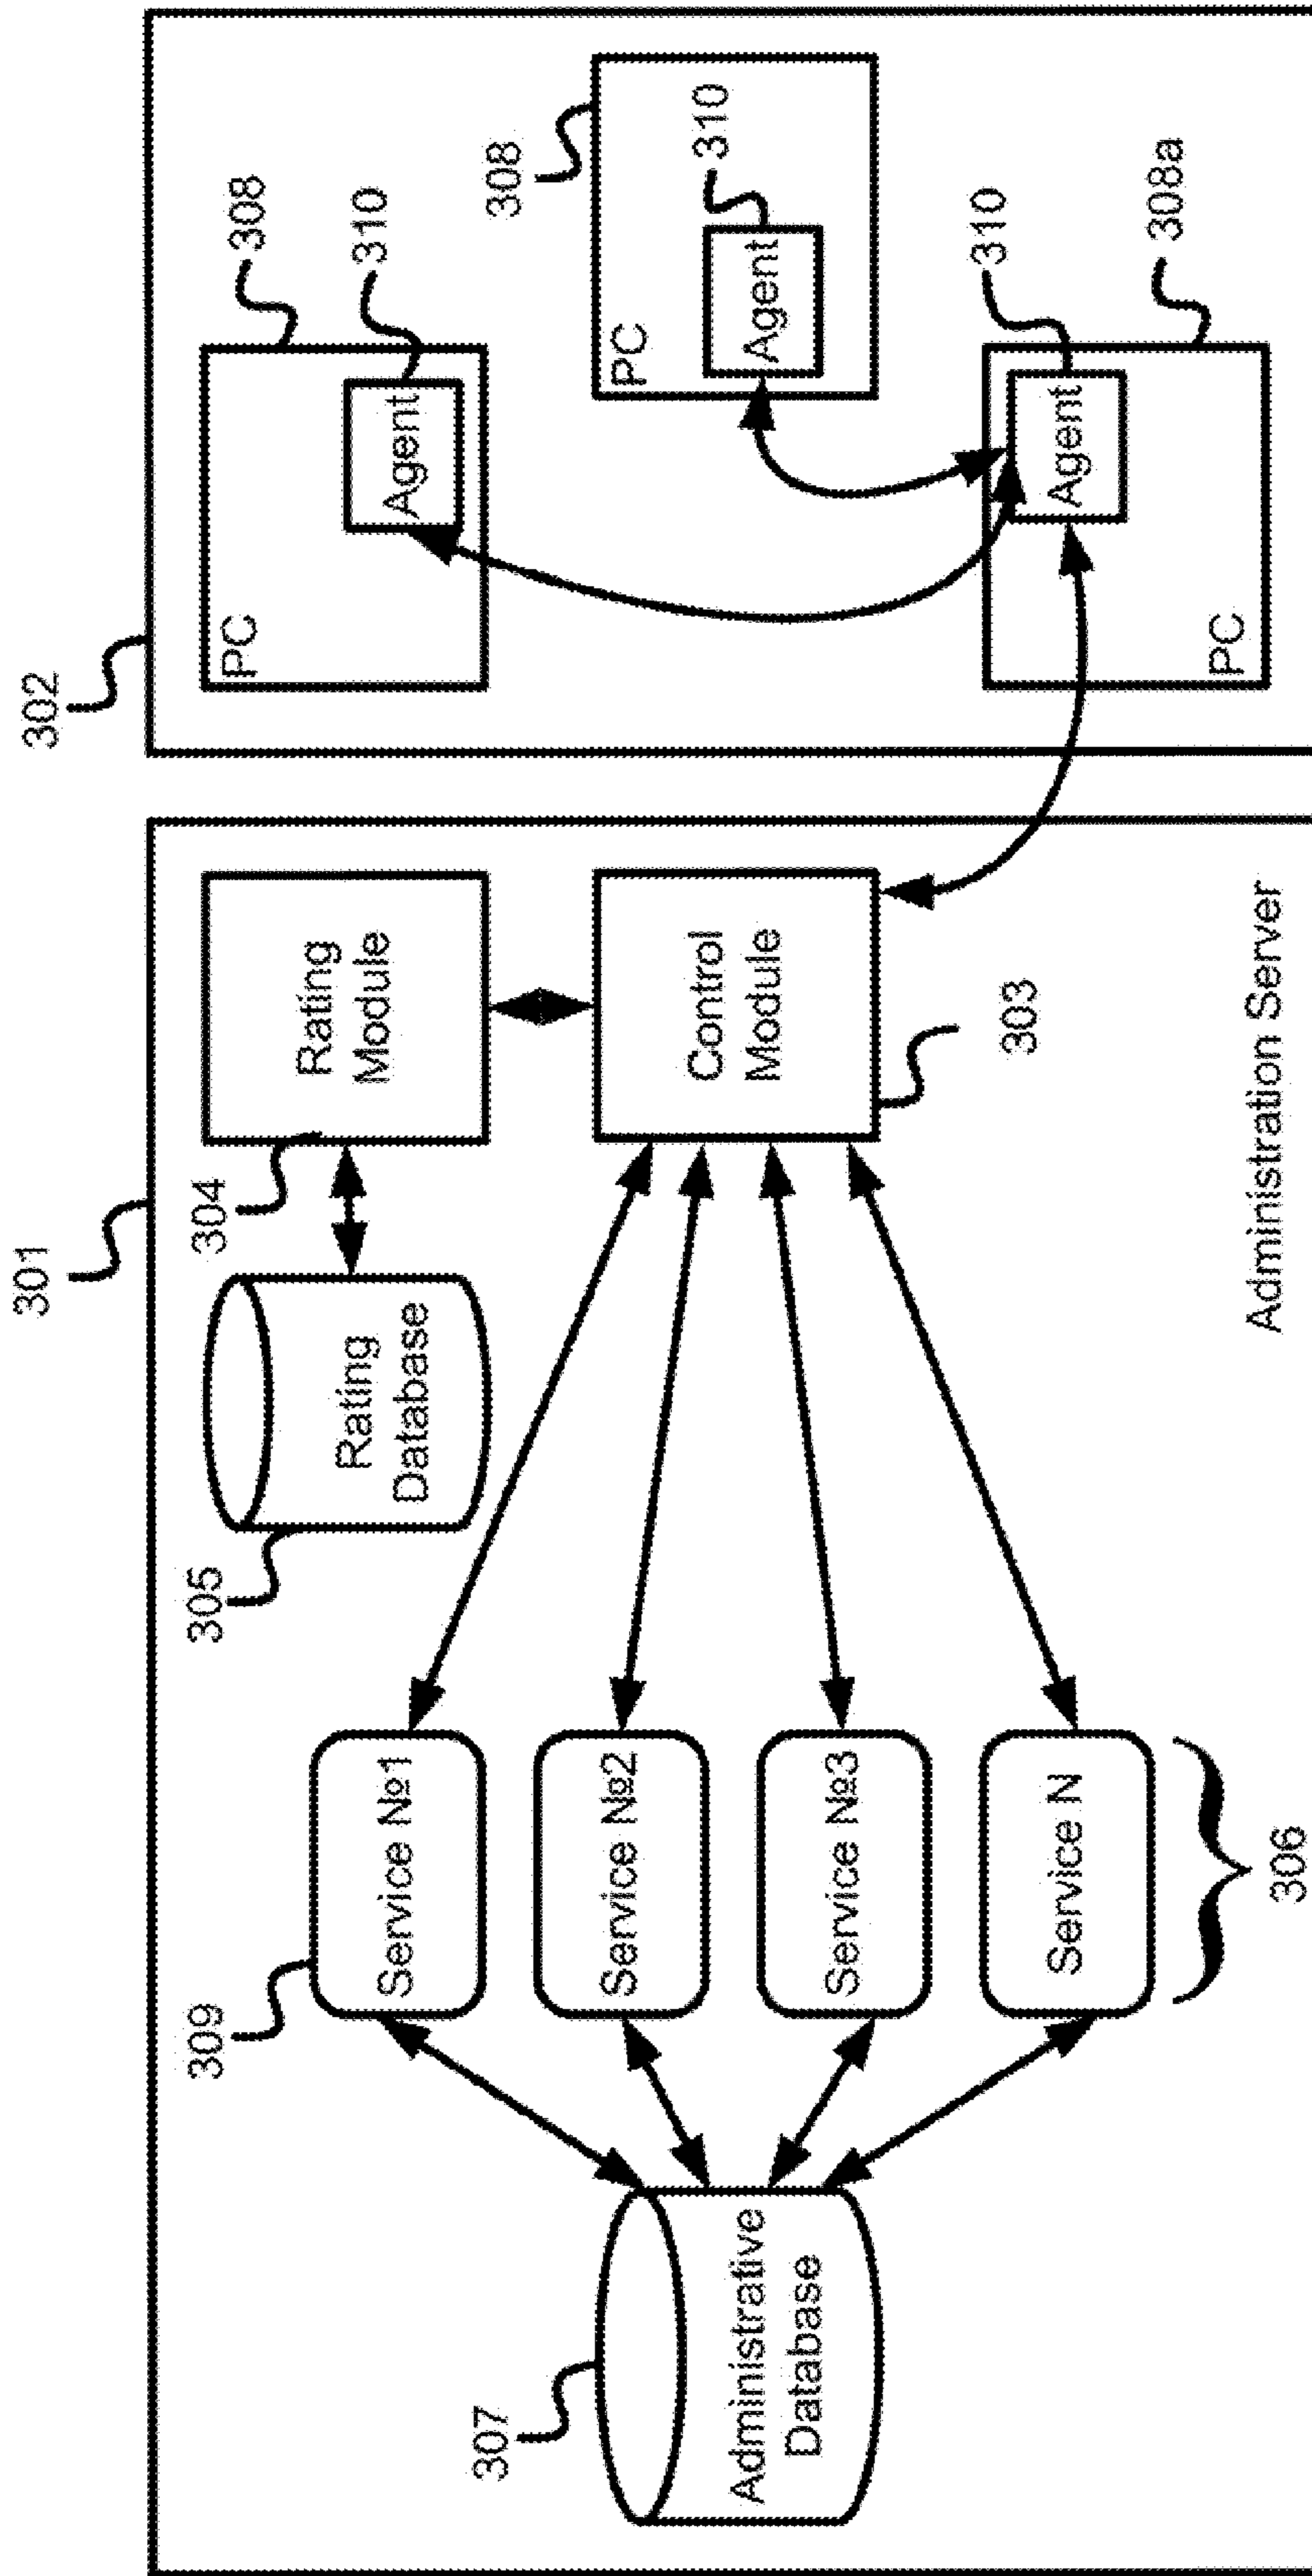 301
302
308
310
PC
Agent
308
310
PC
Agent
310
308a
Agent
PC
305
304
Rating
Database
Rating
Module
309
Service №1
Service №2
Service №3
Service N
306
307
Administrative
Database
Control
Module
303
Administration Server